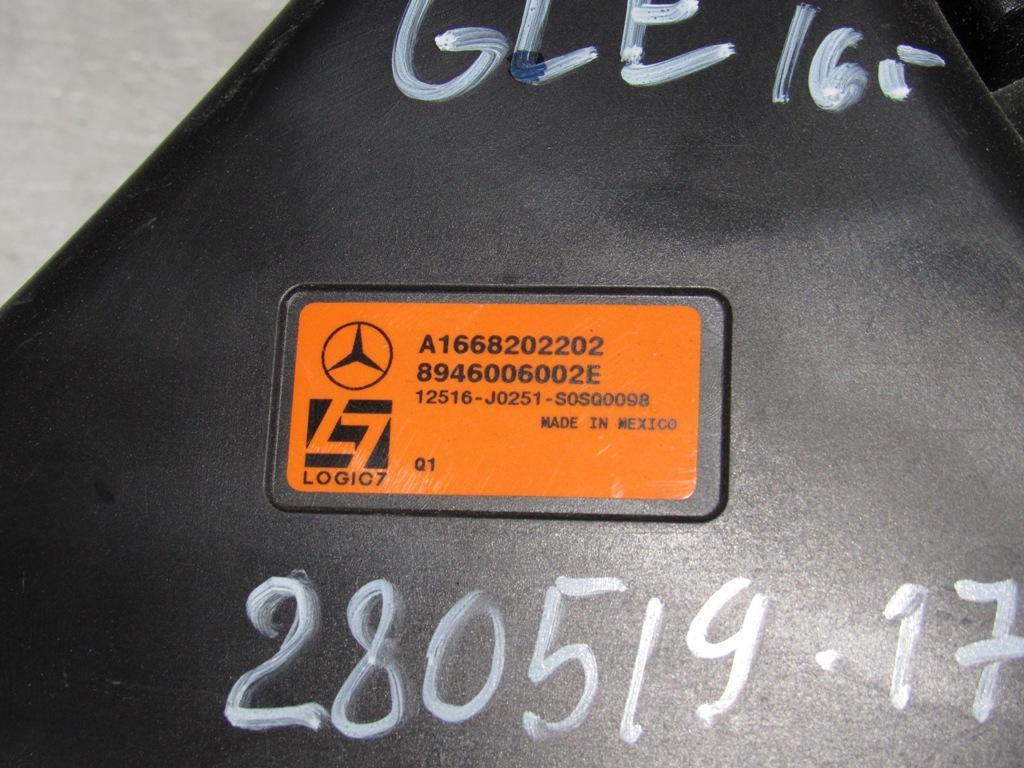 GLE 16.-
A1668202202
8946006002E
12516-J0251-S0SQ0098
MADE IN MEXICO
LOGIC7
Q1
280519.17